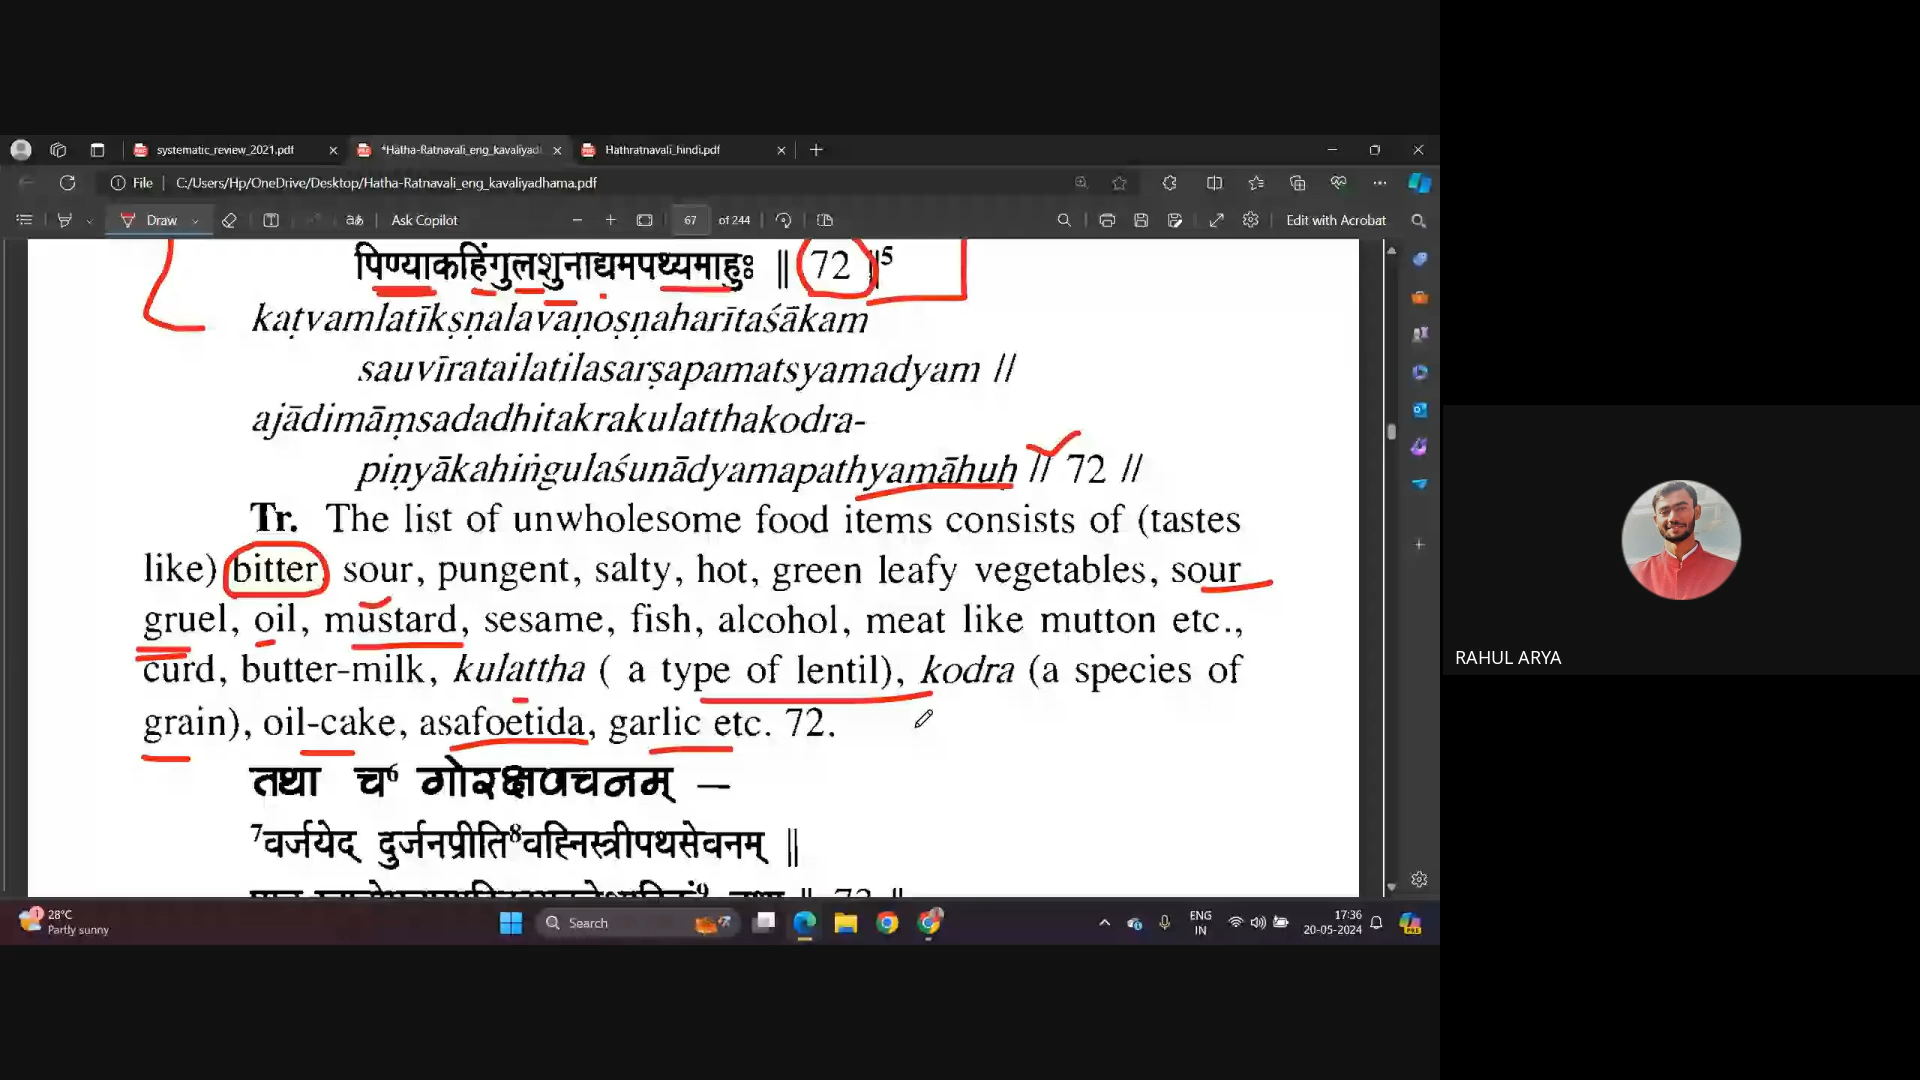 systematic_review_2021.pdf
*Hatha-Ratnavali_eng_kavaliyad
Hathratnavali_hindi.pdf
File
C:/Users/Hp/OneDrive/Desktop/Hatha-Ratnavali_eng_kavaliyadhama.pdf
Draw
aあ
Ask Copilot
67 of 244
Edit with Acrobat
पिण्याकहिंगुलशुनाद्यमपथ्यमाहुः ॥ 72 ॥⁵
kaṭvamlatīkṣṇalavāṇoṣṇaharītaśākam
sauvīratailatilasarṣapamatsyamadyam //
ajādimāṃsadadhitakrakulatthakodra-
piṇyākahiṅgulaśunādyamapathyamāhuḥ // 72 //
Tr. The list of unwholesome food items consists of (tastes
like) bitter, sour, pungent, salty, hot, green leafy vegetables, sour
gruel, oil, mustard, sesame, fish, alcohol, meat like mutton etc.,
curd, butter-milk, kulattha ( a type of lentil), kodra (a species of
grain), oil-cake, asafoetida, garlic etc. 72.
तथा च⁶ गोरक्षवचनम् —
⁷वर्जयेद् दुर्जनप्रीति⁸वह्निस्त्रीपथसेवनम् ॥
RAHUL ARYA
28°C
Partly sunny
Search
ENG
IN
17:36
20-05-2024